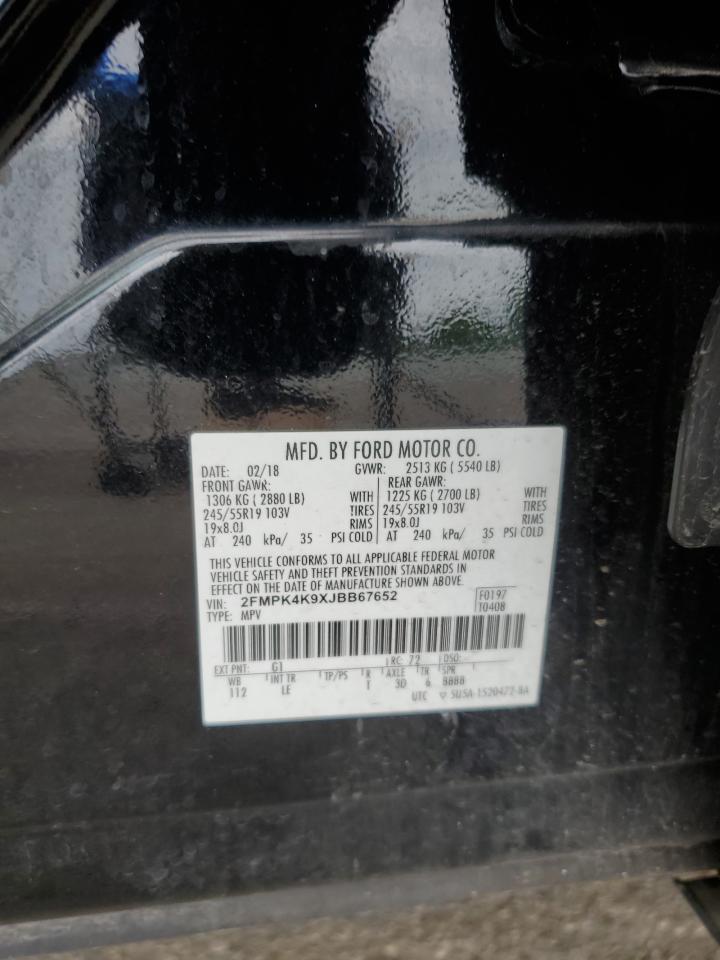 MFD. BY FORD MOTOR CO.
DATE: 02/18 GVWR: 2513 KG ( 5540 LB)
FRONT GAWR: REAR GAWR:
1306 KG ( 2880 LB) WITH 1225 KG ( 2700 LB) WITH
245/55R19 103V TIRES 245/55R19 103V TIRES
19x8.0J RIMS 19x8.0J RIMS
AT 240 kPa/ 35 PSI COLD AT 240 kPa/ 35 PSI COLD
THIS VEHICLE CONFORMS TO ALL APPLICABLE FEDERAL MOTOR
VEHICLE SAFETY AND THEFT PREVENTION STANDARDS IN
EFFECT ON THE DATE OF MANUFACTURE SHOWN ABOVE.
VIN: 2FMPK4K9XJBB67652 F0197
TYPE: MPV T0408
EXT PNT: G1 RC: 72 DSO:
WB INT TR TP/PS R AXLE TR SPR
112 LE T 3D 6 8888
UTC ▽ 5U5A-1520472-BA